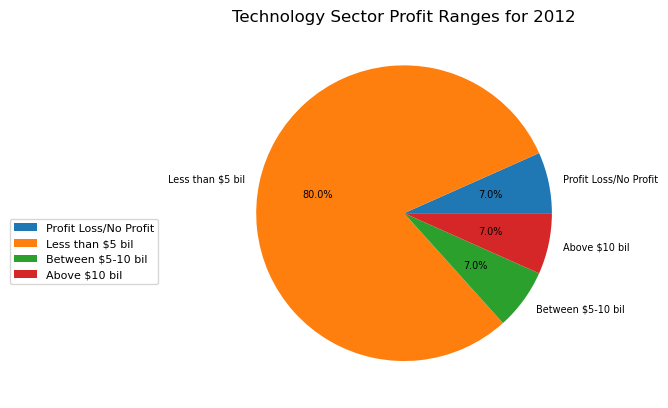 Technology Sector Profit Ranges for 2012
Less than $5 bil
80.0%
7.0%
Profit Loss/No Profit
7.0%
Above $10 bil
7.0%
Between $5-10 bil
Profit Loss/No Profit
Less than $5 bil
Between $5-10 bil
Above $10 bil